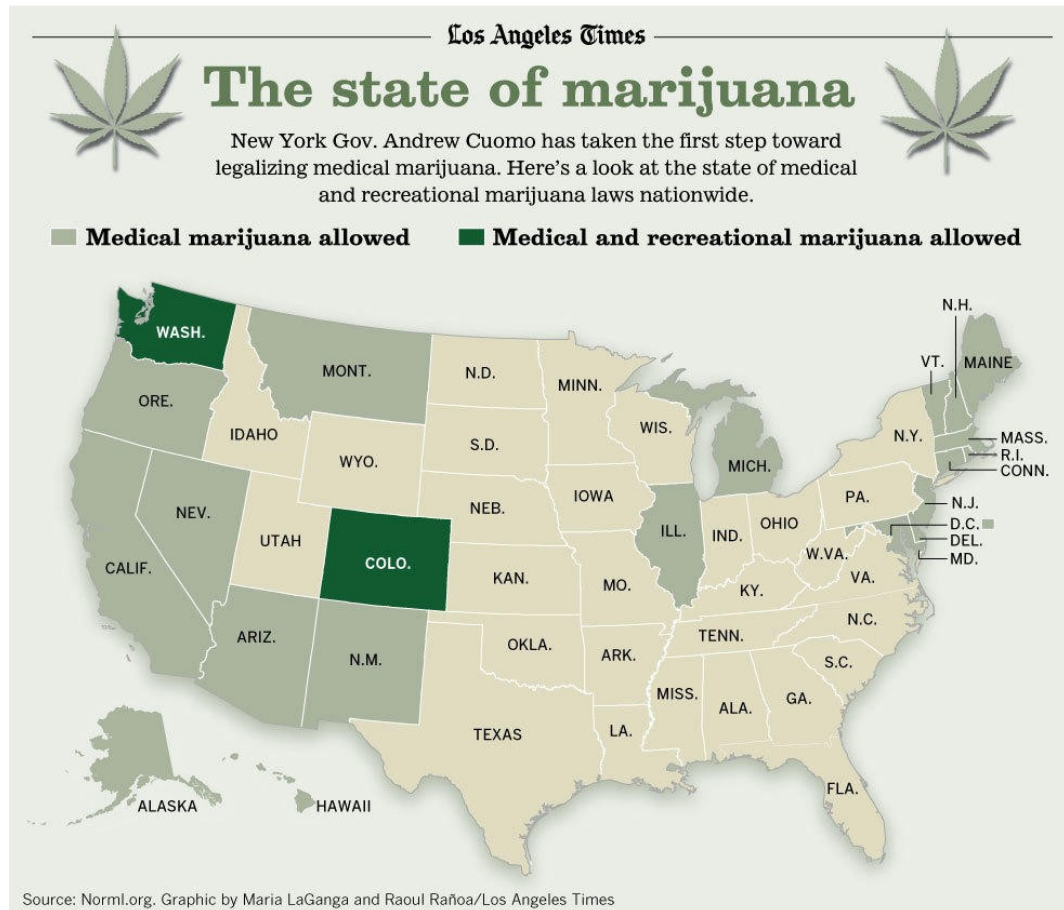 Los Angeles Times
The state of marijuana
New York Gov. Andrew Cuomo has taken the first step toward
legalizing medical marijuana. Here's a look at the state of medical
and recreational marijuana laws nationwide.
Medical marijuana allowed
Medical and recreational marijuana allowed
N.H.
WASH.
VT.
MAINE
MONT.
N.D.
MINN.
ORE.
IDAHO
WIS.
N.Y.
MASS.
S.D.
R.I.
WYO.
MICH.
CONN.
IOWA
PA.
NEB.
N.J.
NEV.
ILL.
IND.
OHIO
D.C.
UTAH
DEL.
W.VA.
MD.
CALIF.
COLO.
KAN.
MO.
KY.
VA.
N.C.
ARIZ.
TENN.
N.M.
OKLA.
ARK.
S.C.
MISS.
ALA.
GA.
TEXAS
LA.
FLA.
ALASKA
HAWAII
Source: Norml.org. Graphic by Maria LaGanga and Raoul Rañoa/Los Angeles Times